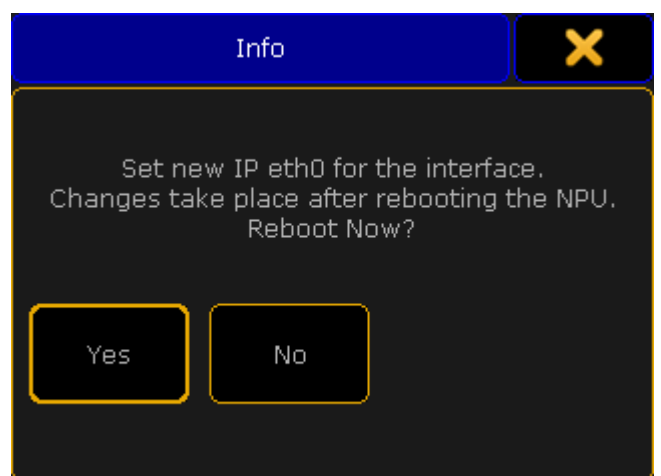 Info
Set new IP eth0 for the interface.
Changes take place after rebooting the NPU.
Reboot Now?
Yes
No